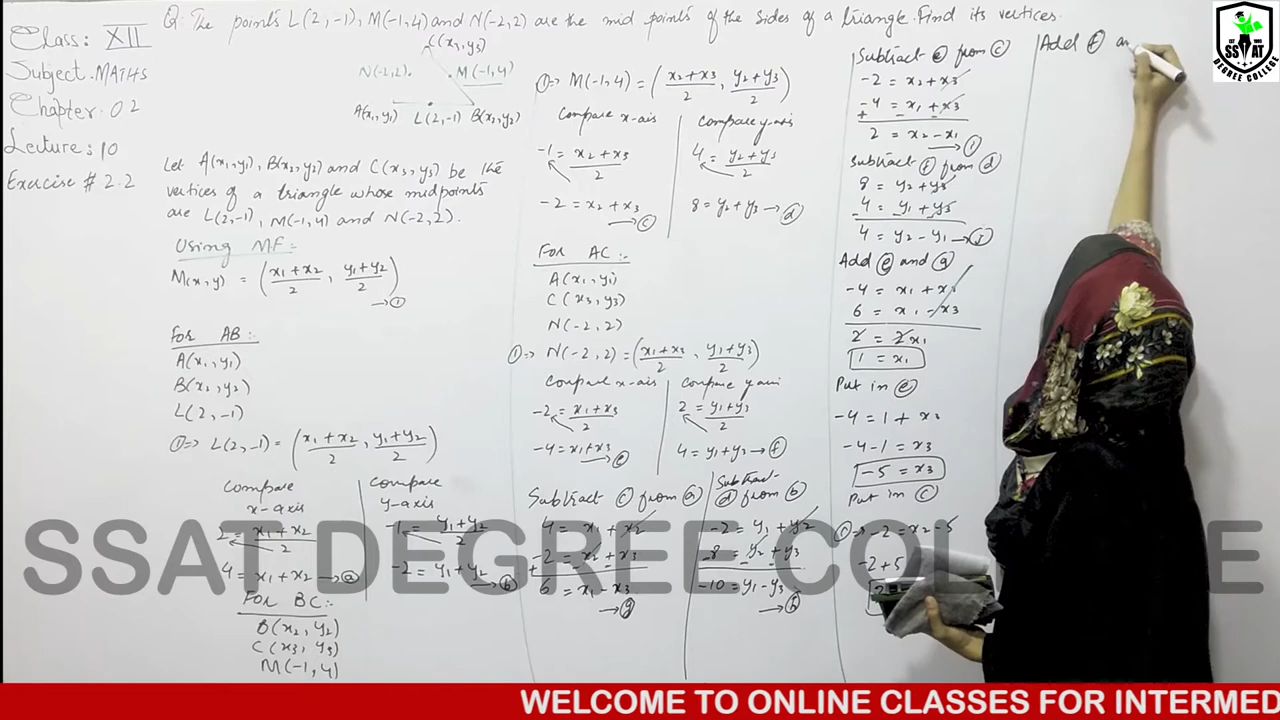 Class: XII
Subject: MATHS
Chapter: 02
Lecture: 10
Exercise # 2.2
Q: The points L(2,-1), M(-1,4) and N(-2,2) are the mid points of the sides of a triangle. Find its vertices.
C(x3,y3)
N(-2,2) M(-1,4)
A(x1,y1) L(2,-1) B(x2,y2)
Let A(x1,y1), B(x2,y2) and C(x3,y3) be the
vertices of a triangle whose midpoints
are L(2,-1), M(-1,4) and N(-2,2).
Using MF:-
M(x,y) = (x1+x2/2, y1+y2/2)
→①
FOR AB:-
A(x1,y1)
B(x2,y2)
L(2,-1)
①=> L(2,-1) = (x1+x2/2, y1+y2/2)
Compare x-axis
2 = x1+x2/2
4 = x1+x2 →ⓐ
Compare y-axis
-1 = y1+y2/2
-2 = y1+y2 →ⓑ
FOR BC:-
B(x2, y2)
C(x3, y3)
M(-1,4)
①=> M(-1,4) = (x2+x3/2, y2+y3/2)
Compare x-ais
-1 = x2+x3/2
-2 = x2+x3 →ⓒ
compare y-axis
4 = y2+y3/2
8 = y2+y3 →ⓓ
FOR AC:-
A(x1,y1)
C(x3,y3)
N(-2,2)
①=> N(-2,2) = (x1+x3/2, y1+y3/2)
compare x-ais
-2 = x1+x3/2
-4 = x1+x3 →ⓔ
compare y axis
2 = y1+y3/2
4 = y1+y3 →ⓕ
Subtract ⓒ from ⓐ
4 = x1+x2
-2 = x2+x3
6 = x1-x3
→ⓖ
Subtract
ⓓ from ⓑ
-2 = y1+y2
8 = y2+y3
-10 = y1-y3
→ⓗ
Subtract ⓔ from ⓒ
-2 = x2+x3
-4 = x1+x3
2 = x2-x1
Subtract ⓕ from ⓓ
8 = y2+y3
4 = y1+y3
4 = y2-y1 →ⓙ
Add ⓔ and ⓖ
-4 = x1+x3
6 = x1-x3
2 = 2x1
1 = x1
Put in ⓔ
-4 = 1+x3
-4-1 = x3
-5 = x3
Put in ⓒ
-2 = x2-5
-2+5
Add ⓕ an
SSAT DEGREE COLLEGE
SSAT
DEGREE COLLEGE
WELCOME TO ONLINE CLASSES FOR INTERMED